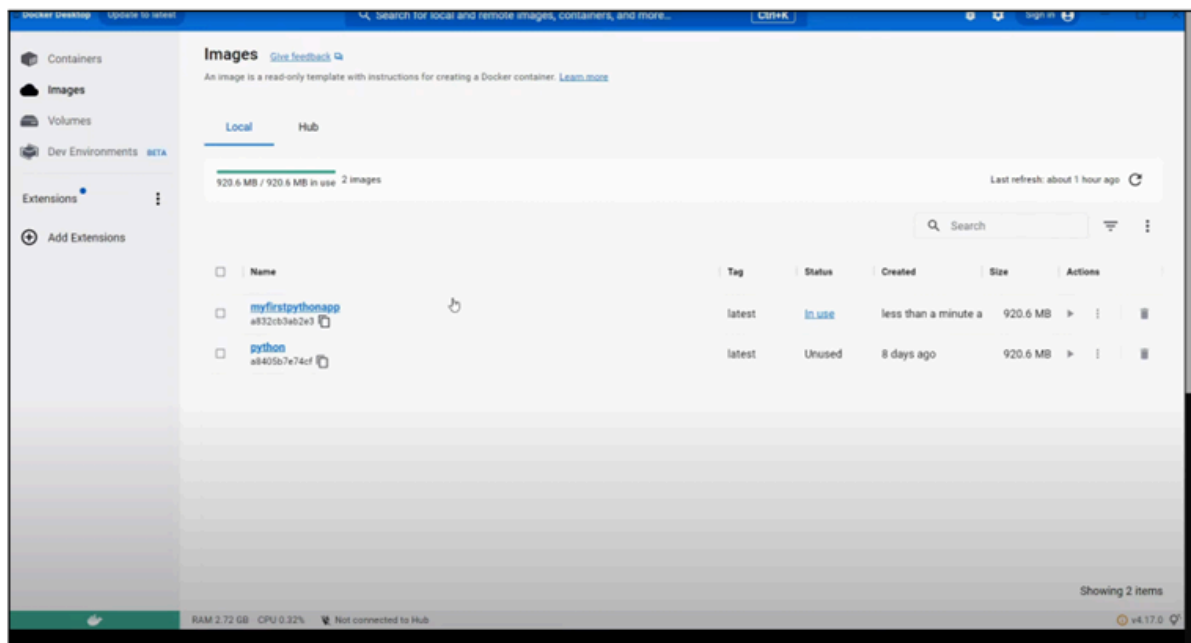 Docker Desktop Update to latest Search for local and remote images, containers, and more... Ctrl+K Sign in
Containers
Images
Volumes
Dev Environments BETA
Extensions
Add Extensions
Images Give feedback
An image is a read-only template with instructions for creating a Docker container. Learn more
Local Hub
920.6 MB / 920.6 MB in use 2 images Last refresh: about 1 hour ago
Search
Name Tag Status Created Size Actions
myfirstpythonapp latest In use less than a minute a 920.6 MB
a832cb3ab2e3
python latest Unused 8 days ago 920.6 MB
a8405b7e74cf
Showing 2 items
RAM 2.72 GB CPU 0.32% Not connected to Hub v4.17.0